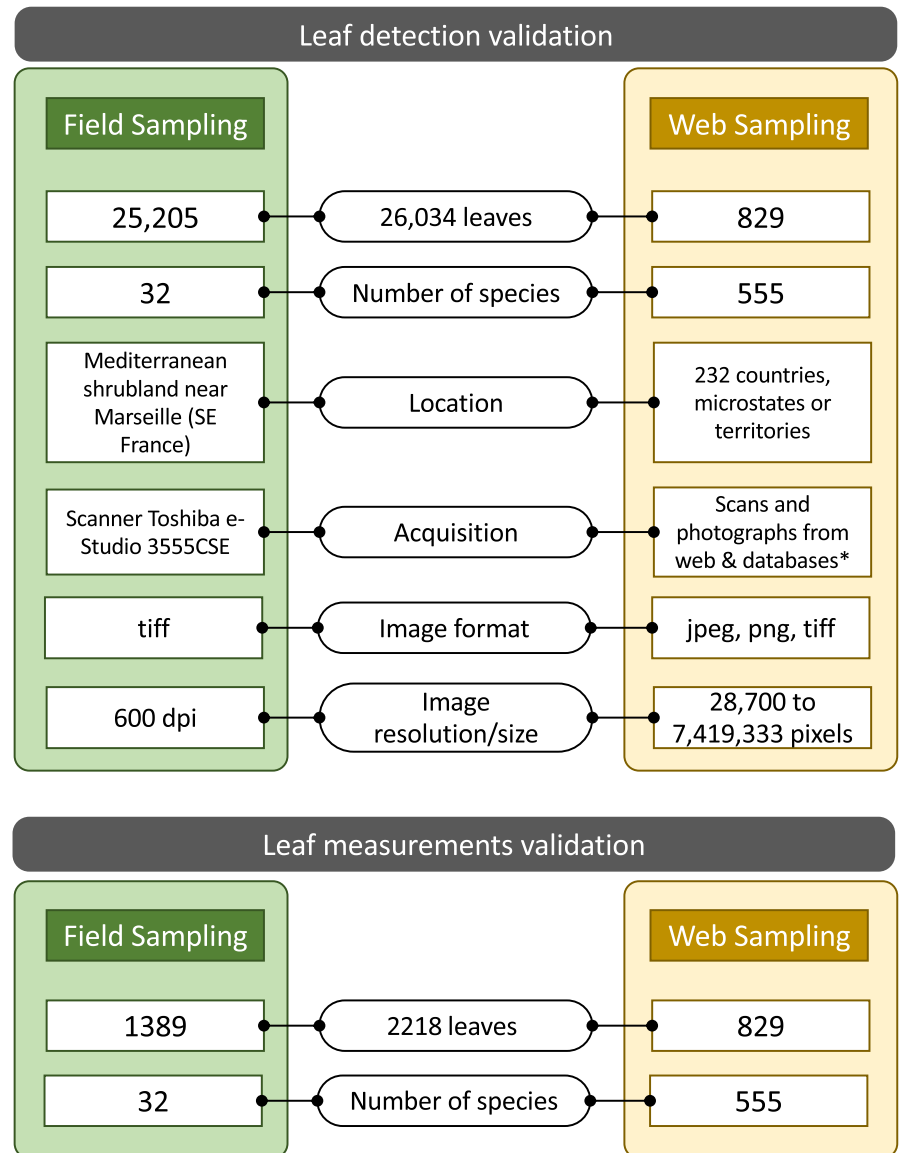 Leaf detection validation
Field Sampling
Web Sampling
25,205
26,034 leaves
829
32
Number of species
555
Mediterranean
shrubland near
Marseille (SE
France)
Location
232 countries,
microstates or
territories
Scanner Toshiba e-
Studio 3555CSE
Acquisition
Scans and
photographs from
web & databases*
tiff
Image format
jpeg, png, tiff
600 dpi
Image
resolution/size
28,700 to
7,419,333 pixels
Leaf measurements validation
Field Sampling
Web Sampling
1389
2218 leaves
829
32
Number of species
555